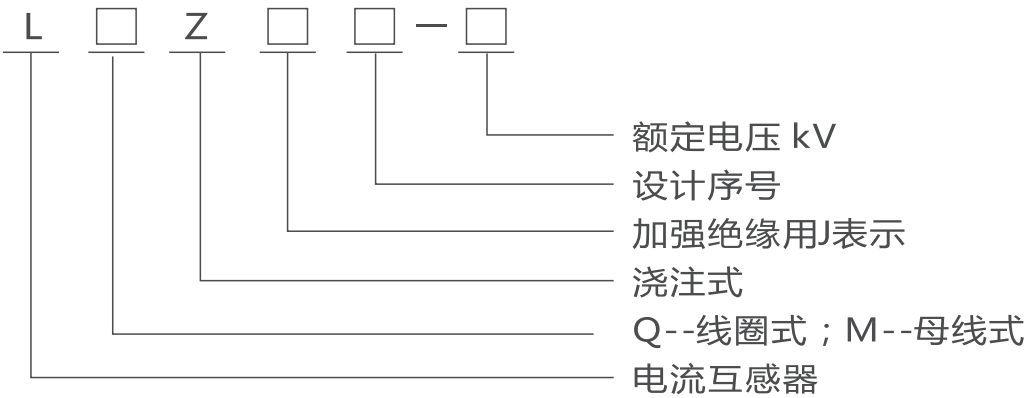 L□Z□□-□
额定电压 kV
设计序号
加强绝缘用J表示
浇注式
Q--线圈式；M--母线式
电流互感器